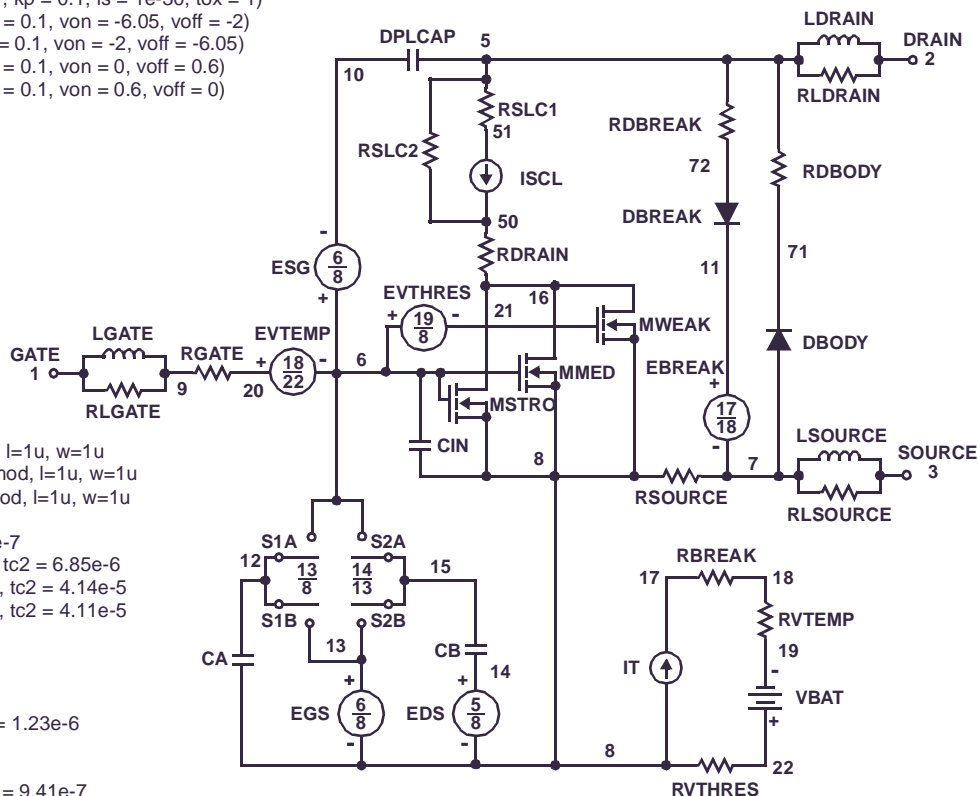 , kp = 0.1, is = 1e-30, tox = 1)
= 0.1, von = -6.05, voff = -2)
= 0.1, von = -2, voff = -6.05)
= 0.1, von = 0, voff = 0.6)
= 0.1, von = 0.6, voff = 0)
DPLCAP
5
10
LDRAIN
DRAIN
2
RLDRAIN
RSLC1
51
RSLC2
ISCL
50
RDRAIN
RDBREAK
72
RDBODY
DBREAK
11
71
ESG
6
8
-
+
EVTHRES
+
19
8
-
21
16
MWEAK
LGATE
GATE
1
RLGATE
9
RGATE
20
EVTEMP
+
18
22
-
6
MMED
MSTRO
EBREAK
+
17
18
-
DBODY
CIN
8
7
RSOURCE
LSOURCE
SOURCE
3
RLSOURCE
l=1u, w=1u
mod, l=1u, w=1u
od, l=1u, w=1u
e-7
tc2 = 6.85e-6
, tc2 = 4.14e-5
, tc2 = 4.11e-5
= 1.23e-6
= 9.41e-7
S1A
S2A
12
13
8
14
13
15
S1B
S2B
13
CA
CB
14
+
EGS
6
8
-
+
EDS
5
8
-
8
RBREAK
17
18
RVTEMP
19
IT
-
VBAT
+
22
RVTHRES